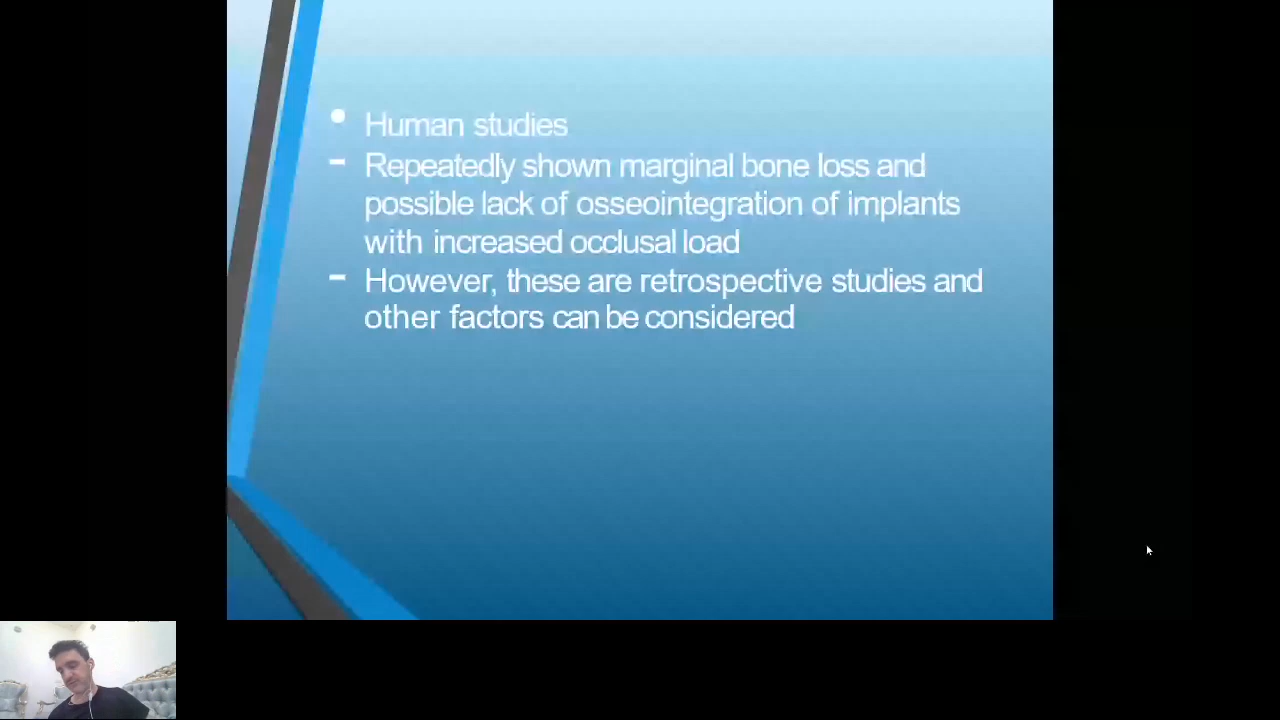 • Human studies
- Repeatedly shown marginal bone loss and
possible lack of osseointegration of implants
with increased occlusal load
- However, these are retrospective studies and
other factors can be considered